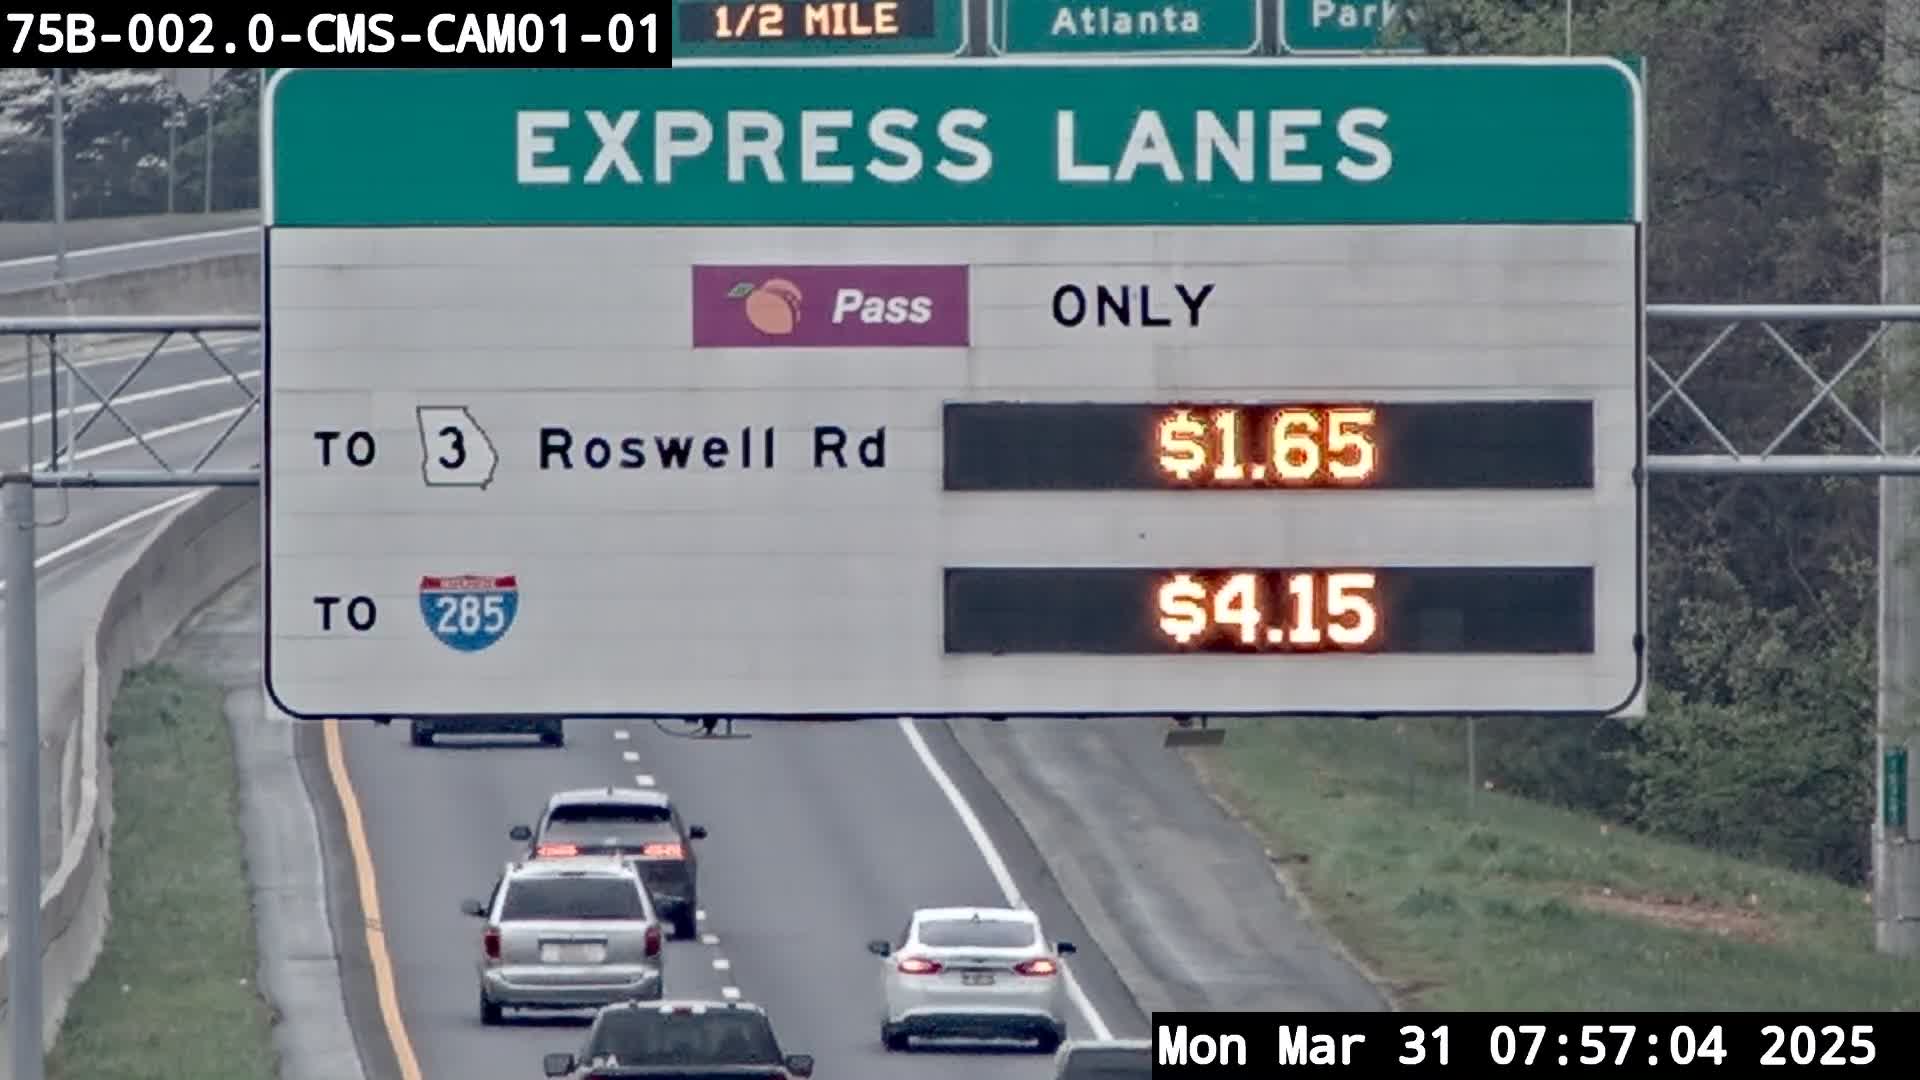 75B-002.0-CMS-CAM01-01
1/2 MILE
Atlanta
Park
EXPRESS LANES
Pass ONLY
TO 3 Roswell Rd $1.65
TO 285 $4.15
Mon Mar 31 07:57:04 2025